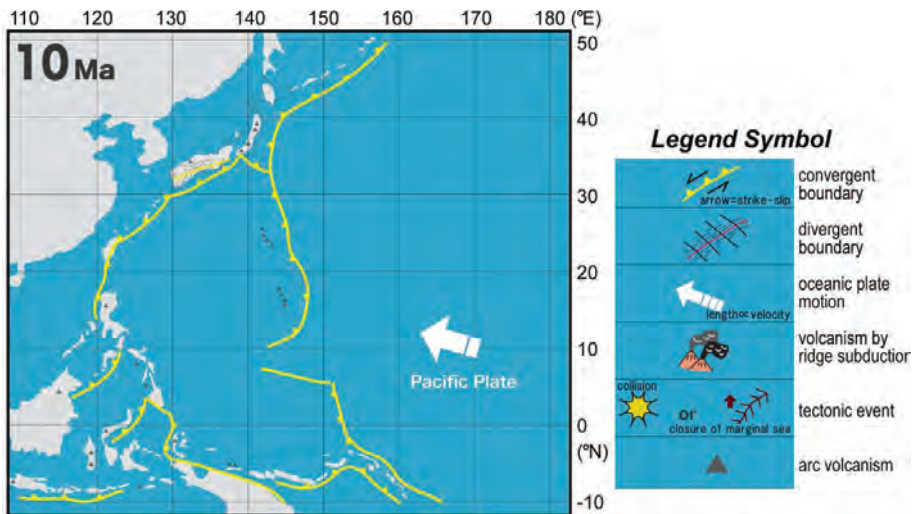 110 120 130 140 150 160 170 180 (°E)
10 Ma
50
40
30
20
10
0
(°N)
-10
Pacific Plate
Legend Symbol
arrow=strike-slip
convergent
boundary
divergent
boundary
length∝velocity
oceanic plate
motion
volcanism by
ridge subduction
collision
or
closure of marginal sea
tectonic event
arc volcanism